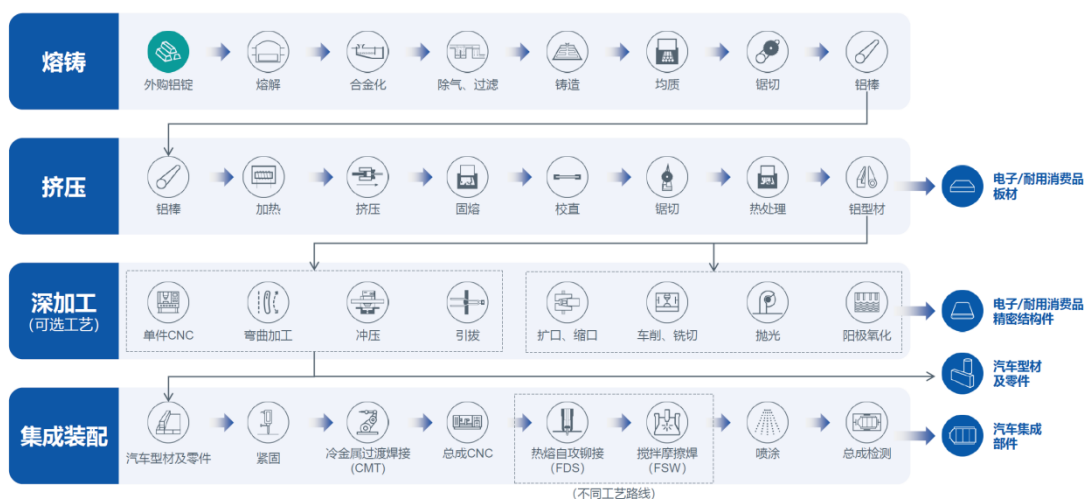 熔铸
外购铝锭
熔解
合金化
除气、过滤
铸造
均质
锯切
铝棒
挤压
铝棒
加热
挤压
固熔
校直
锯切
热处理
铝型材
电子/耐用消费品
板材
深加工
(可选工艺)
单件CNC
弯曲加工
冲压
引拔
扩口、缩口
车削、铣切
抛光
阳极氧化
电子/耐用消费品
精密结构件
汽车型材
及零件
集成装配
汽车型材及零件
紧固
冷金属过渡焊接
(CMT)
总成CNC
热熔自攻铆接
(FDS)
搅拌摩擦焊
(FSW)
喷涂
总成检测
汽车集成
部件
(不同工艺路线)